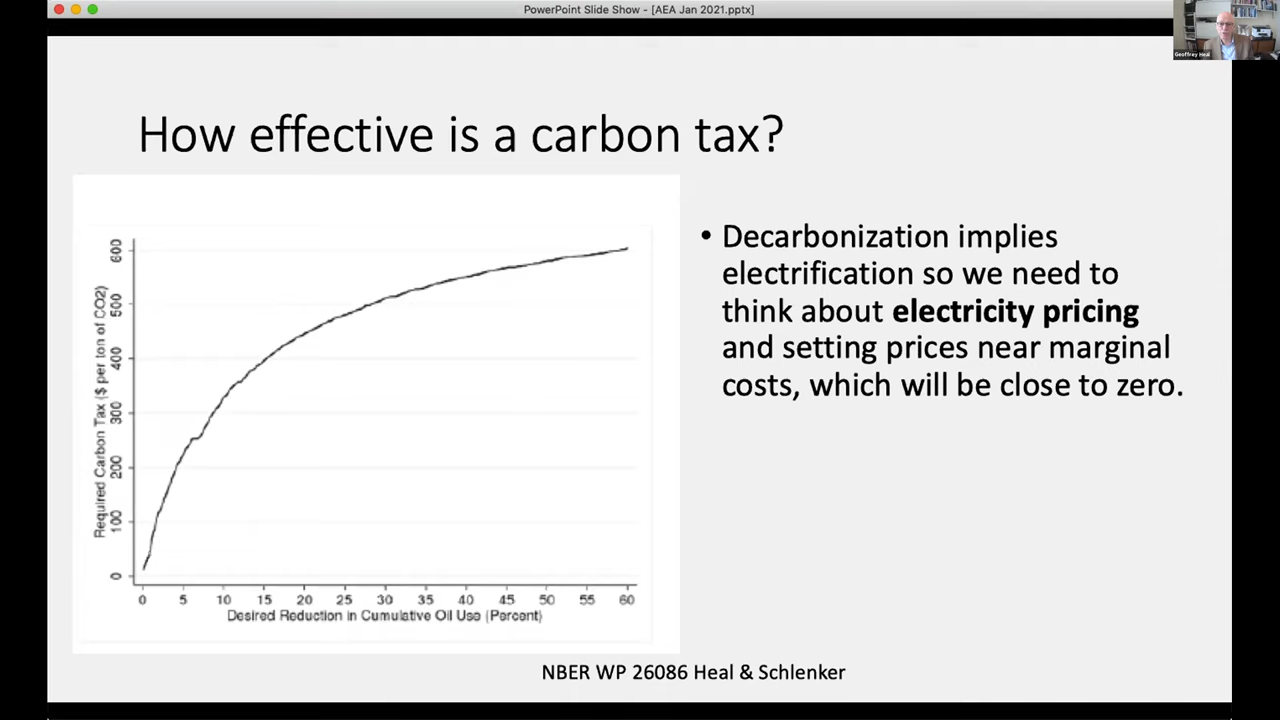 PowerPoint Slide Show - [AEA Jan 2021.pptx]
Geoffrey Heal
How effective is a carbon tax?
Required Carbon Tax ($ per ton of CO2)
600
500
400
300
200
100
0
0 5 10 15 20 25 30 35 40 45 50 55 60
Desired Reduction in Cumulative Oil Use (Percent)
• Decarbonization implies
electrification so we need to
think about electricity pricing
and setting prices near marginal
costs, which will be close to zero.
NBER WP 26086 Heal & Schlenker